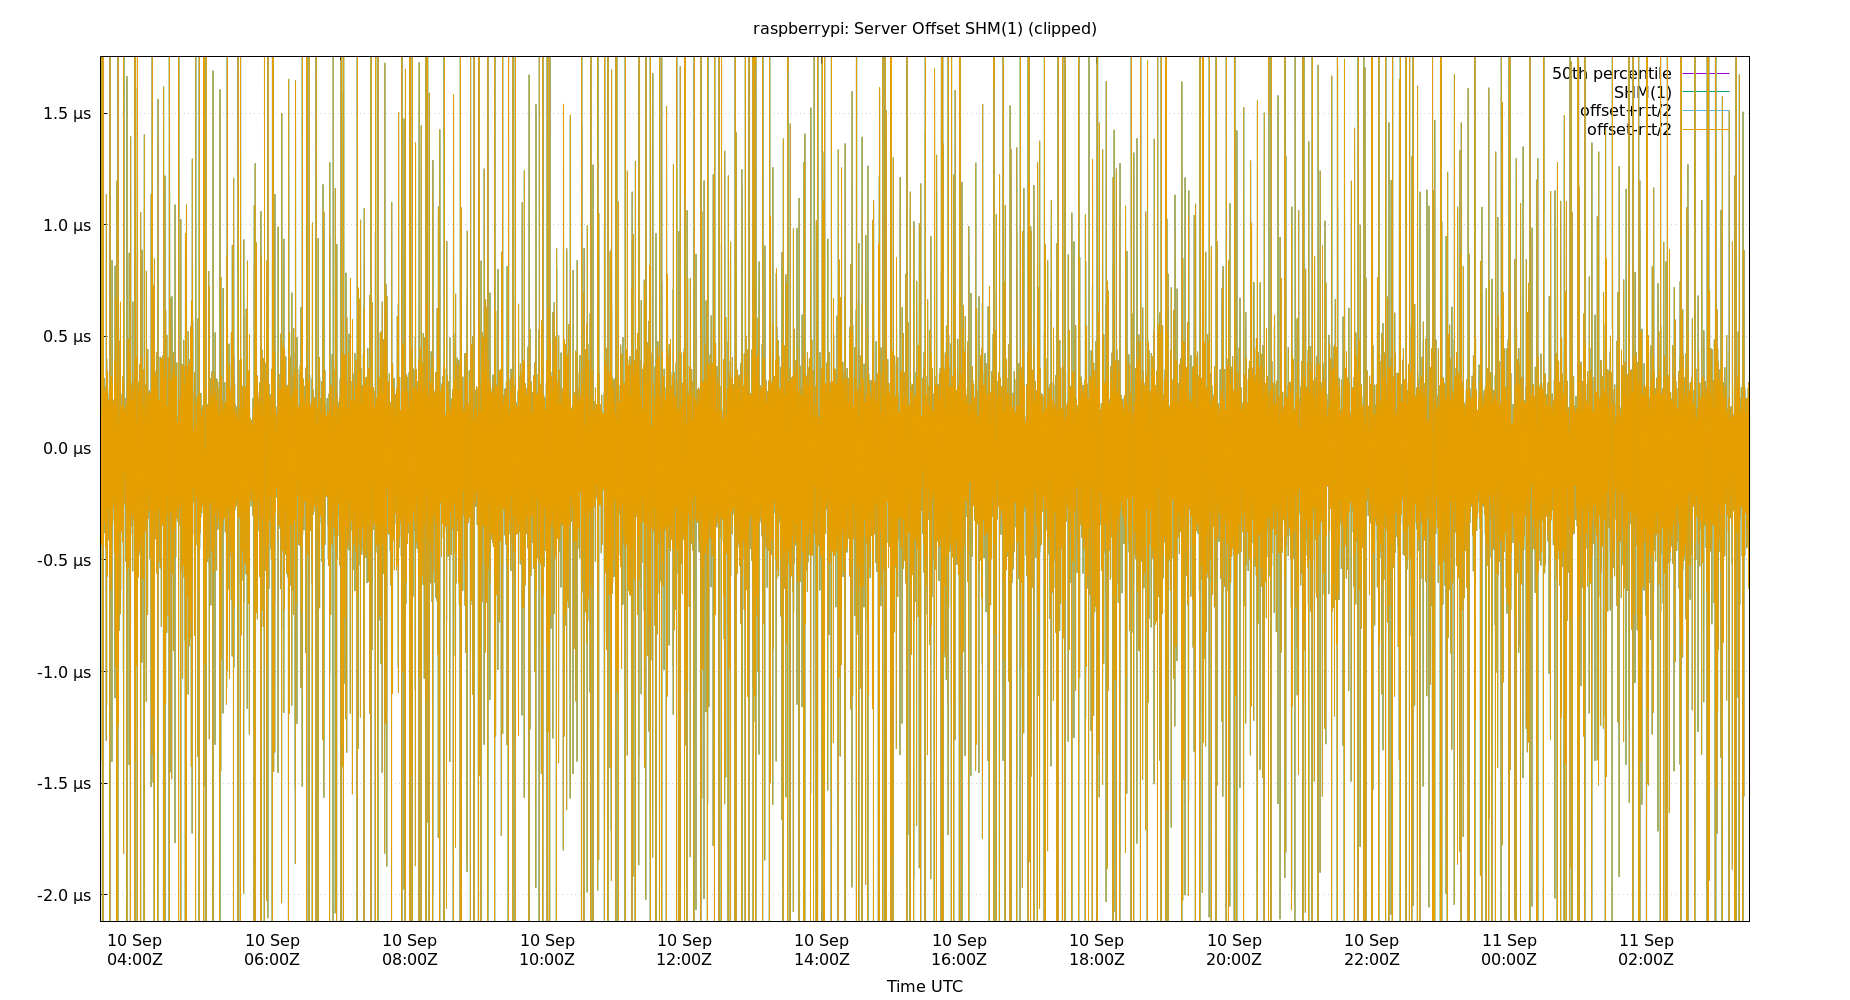 raspberrypi: Server Offset SHM(1) (clipped)
50th percentile
SHM(1)
offset+rtt/2
offset-rtt/2
1.5 µs
1.0 µs
0.5 µs
0.0 µs
-0.5 µs
-1.0 µs
-1.5 µs
-2.0 µs
10 Sep 10 Sep 10 Sep 10 Sep 10 Sep 10 Sep 10 Sep 10 Sep 10 Sep 10 Sep 11 Sep 11 Sep
04:00Z 06:00Z 08:00Z 10:00Z 12:00Z 14:00Z 16:00Z 18:00Z 20:00Z 22:00Z 00:00Z 02:00Z
Time UTC